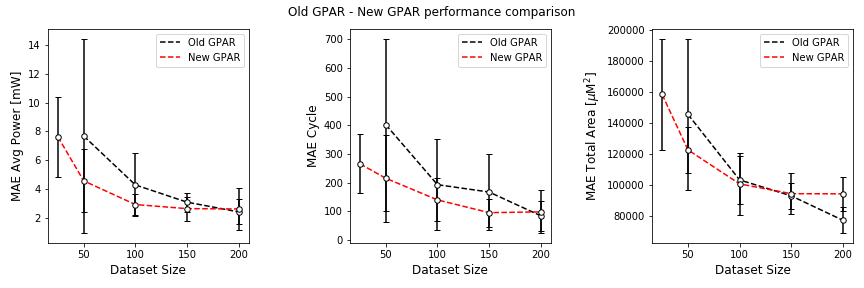 Old GPAR - New GPAR performance comparison
MAE Avg Power [mW]
14
12
10
8
6
4
2
50
100
150
200
Dataset Size
Old GPAR
New GPAR
MAE Cycle
700
600
500
400
300
200
100
0
50
100
150
200
Dataset Size
Old GPAR
New GPAR
MAE Total Area [μM²]
200000
180000
160000
140000
120000
100000
80000
50
100
150
200
Dataset Size
Old GPAR
New GPAR